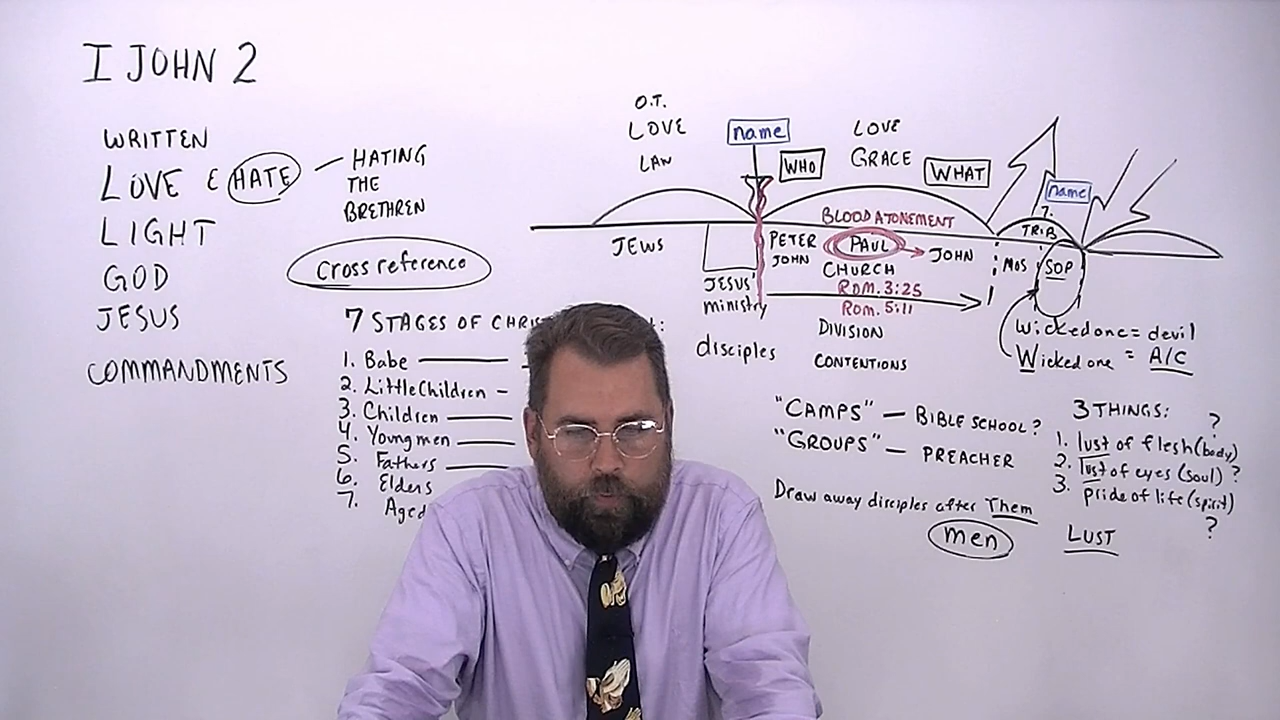 I JOHN 2
WRITTEN
LOVE & HATE
LIGHT
GOD
JESUS
COMMANDMENTS
HATING
THE
BRETHREN
Cross reference
7 STAGES OF CHRIST
1. Babe
2. Little Children
3. Children
4. Young men
5. Fathers
6. Elders
7. Aged
O.T.
LOVE
LAW
name
WHO
LOVE
GRACE
WHAT
name
?
BLOOD ATONEMENT
TRIB
JEWS
JESUS'
ministry
disciples
PETER
JOHN
PAUL
JOHN
CHURCH
Rom. 3:25
Rom. 5:11
DIVISION
CONTENTIONS
MOS
SOP
Wicked one = devil
Wicked one = A/C
"CAMPS" — BIBLE SCHOOL?
"GROUPS" — PREACHER
Draw away disciples after Them
men
3 THINGS:
?
1. lust of flesh (body)
2. lust of eyes (soul) ?
3. pride of life (spirit)
?
LUST